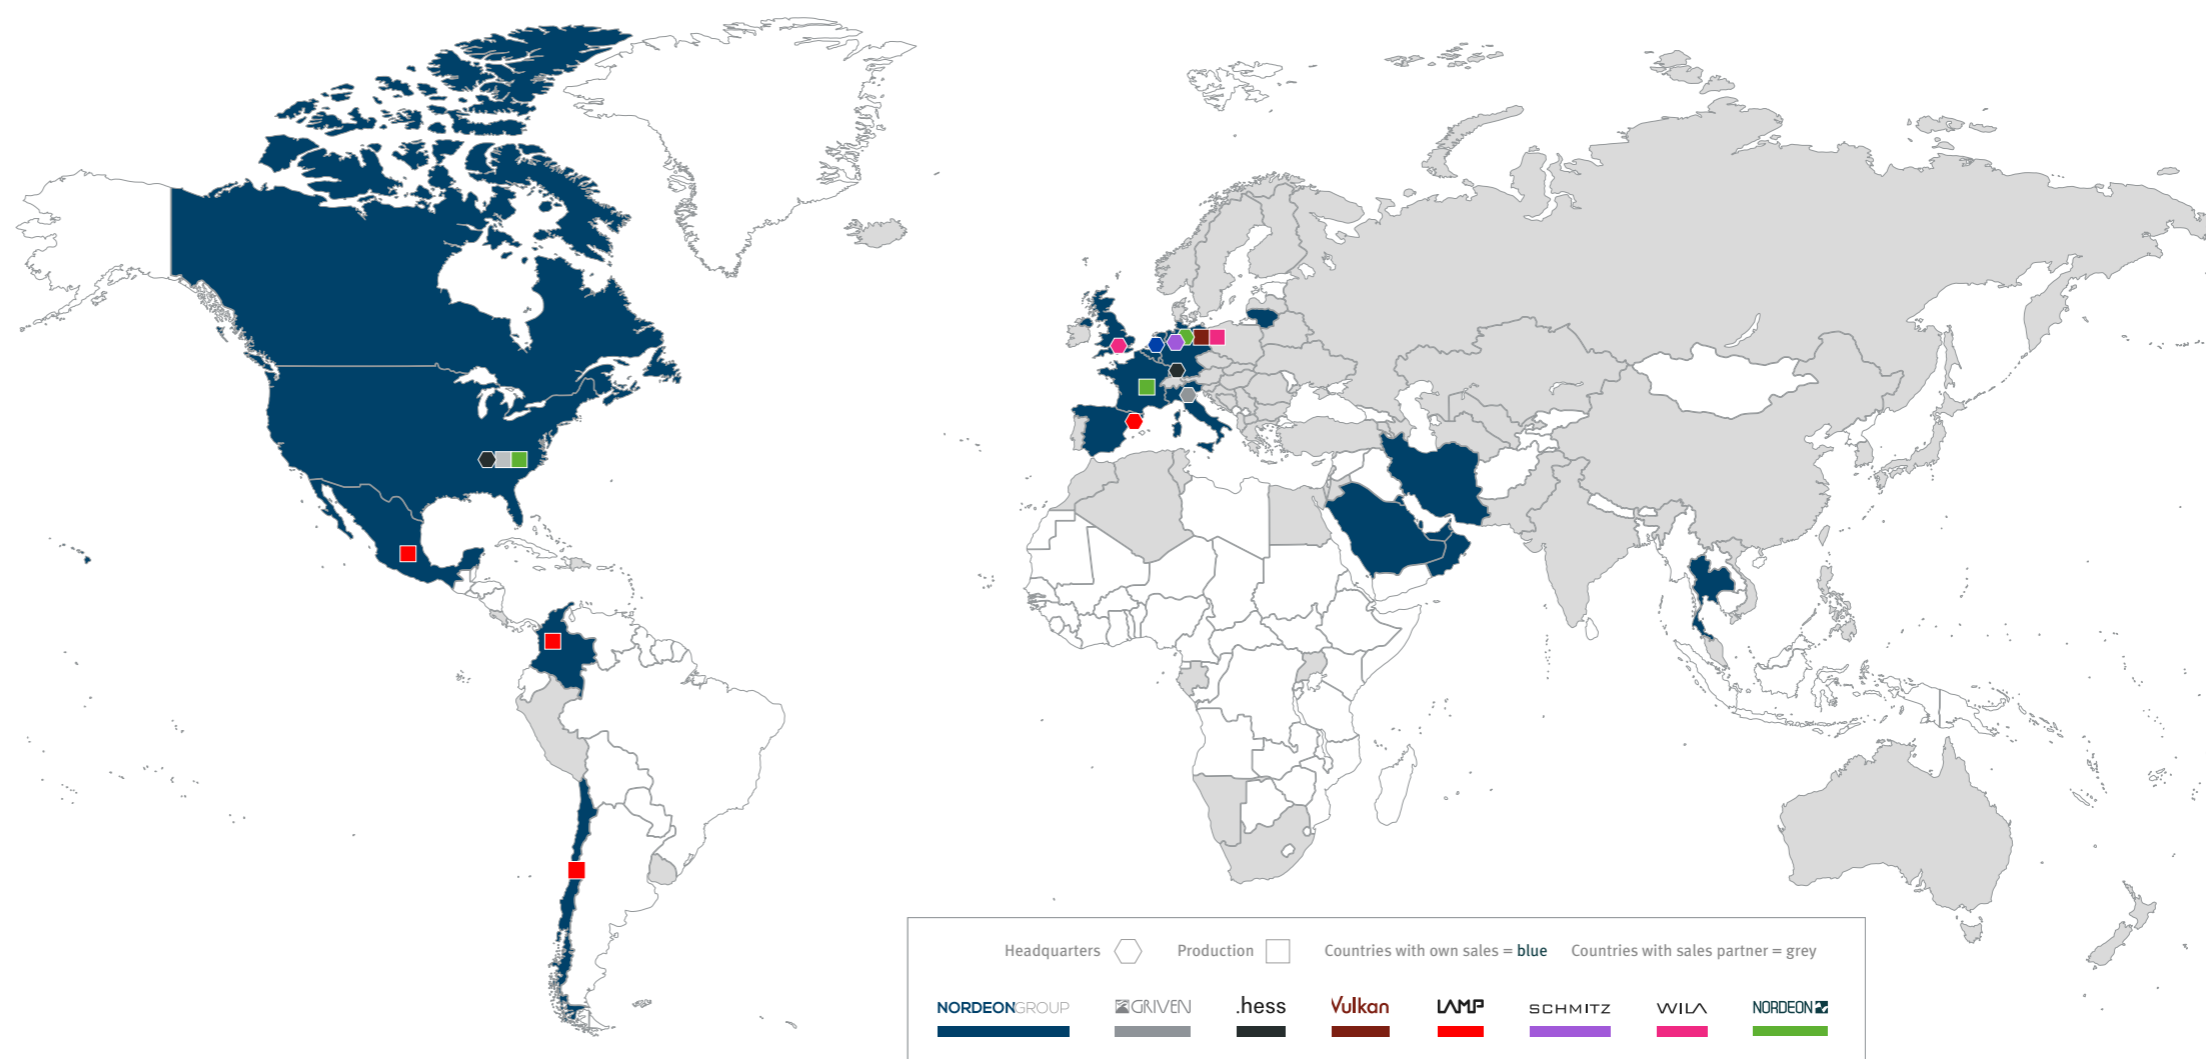 Headquarters Production Countries with own sales = blue Countries with sales partner = grey
NORDEONGROUP GRIVEN .hess Vulkan LAMP SCHMITZ WILA NORDEON